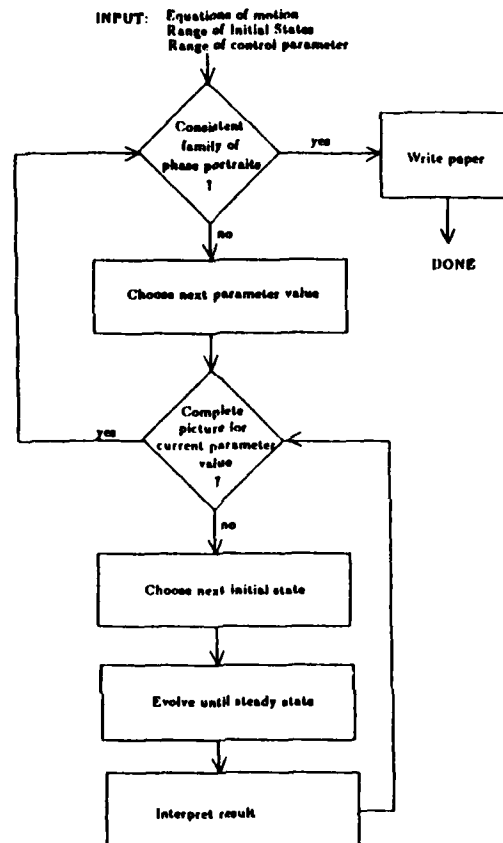 INPUT: Equations of motion
Range of Initial States
Range of control parameter
Consistent
family of
phase portraits
?
yes
Write paper
DONE
no
Choose next parameter value
Complete
picture for
current parameter
value
?
yes
no
Choose next initial state
Evolve until steady state
Interpret result